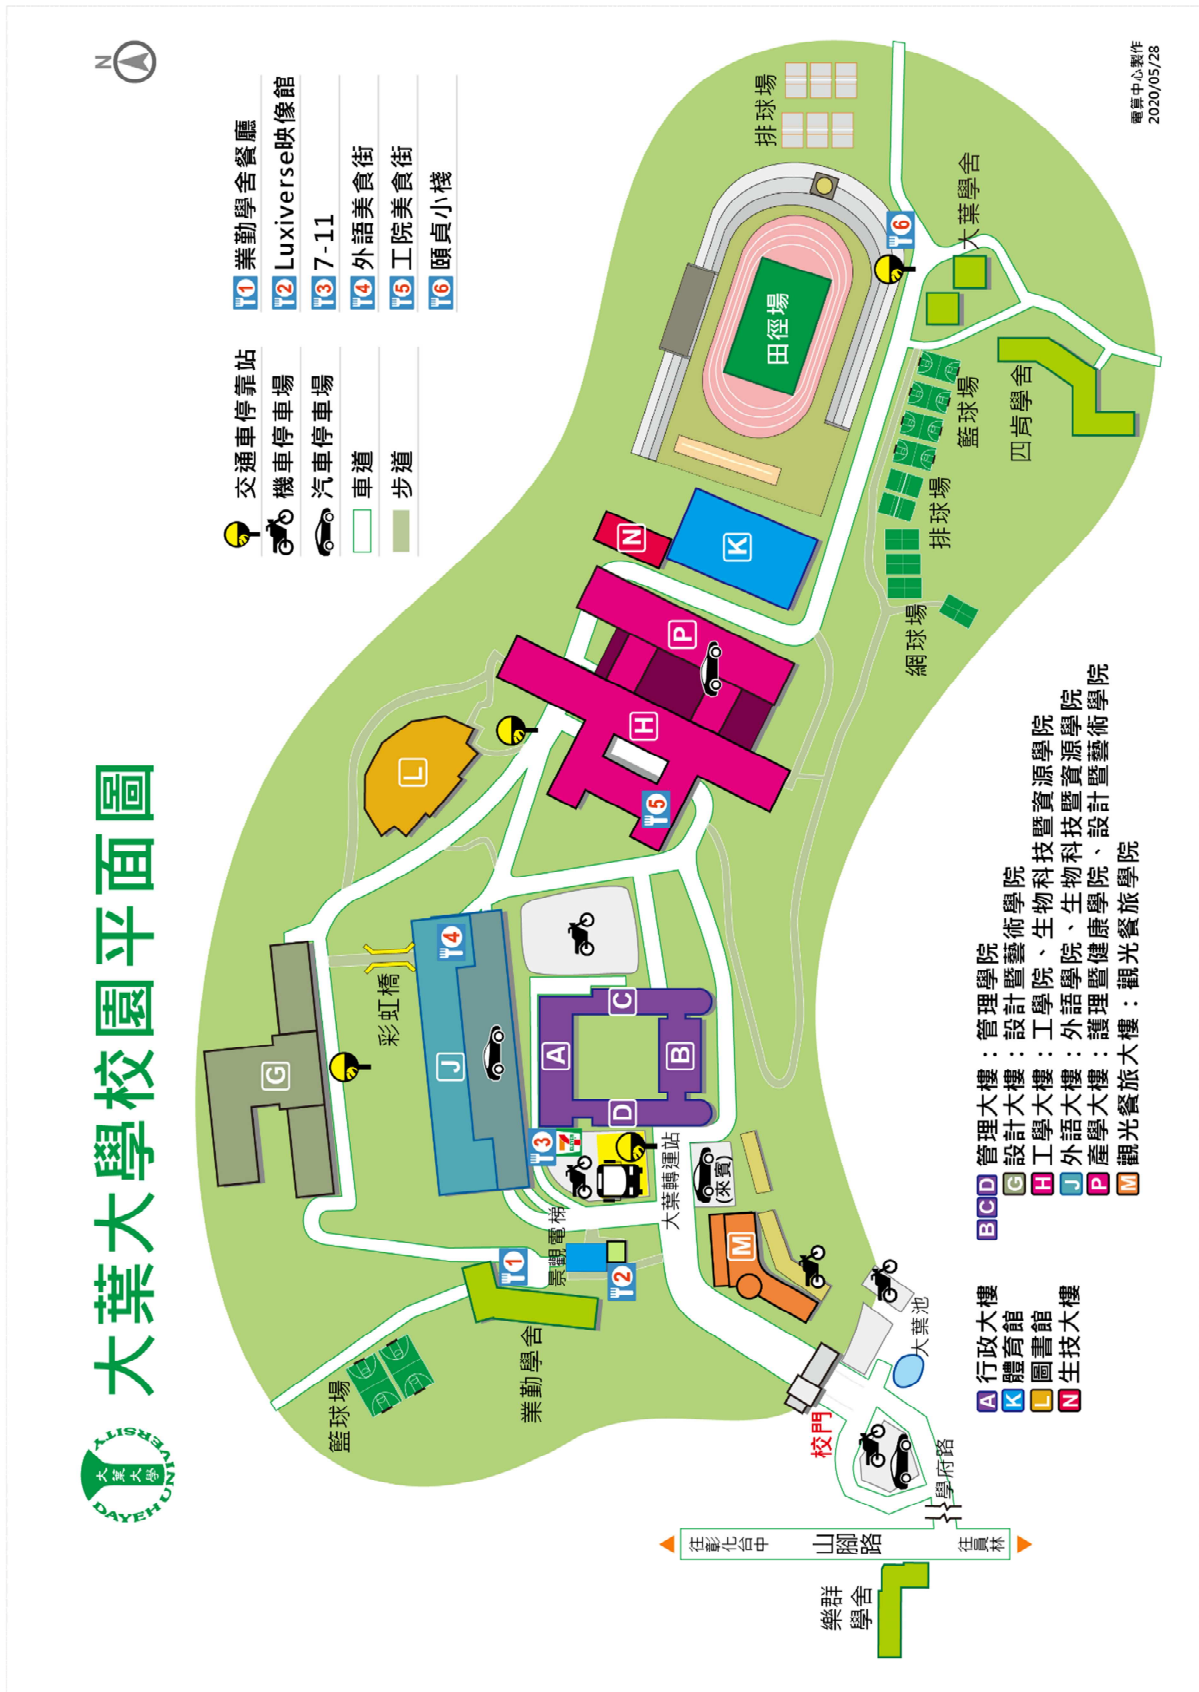 大葉大學校園平面圖
DAYEH UNIVERSITY
大葉大學
N
交通車停靠站
機車停車場
汽車停車場
車道
步道
1 業勤學舍餐廳
2 Luxiverse映像館
3 7-11
4 外語美食街
5 工院美食街
6 頤貞小棧
籃球場
業勤學舍
1
景觀電梯
2
G
彩虹橋
J
4
3
A
B
C
D
大葉轉運站
(來賓)
M
L
H
5
P
N
K
田徑場
排球場
6
大葉學舍
四肯學舍
籃球場
排球場
網球場
大葉池
校門
學府路
往彰化台中
山腳路
往員林
樂群
學舍
A 行政大樓
K 體育館
L 圖書館
N 生技大樓
BCD 管理大樓：管理學院
G 設計大樓：設計暨藝術學院
H 工學大樓：工學院、生物科技暨資源學院
J 外語大樓：外語學院、生物科技暨資源學院
P 產學大樓：護理暨健康學院、設計暨藝術學院
M 觀光餐旅大樓：觀光餐旅學院
電算中心製作
2020/05/28